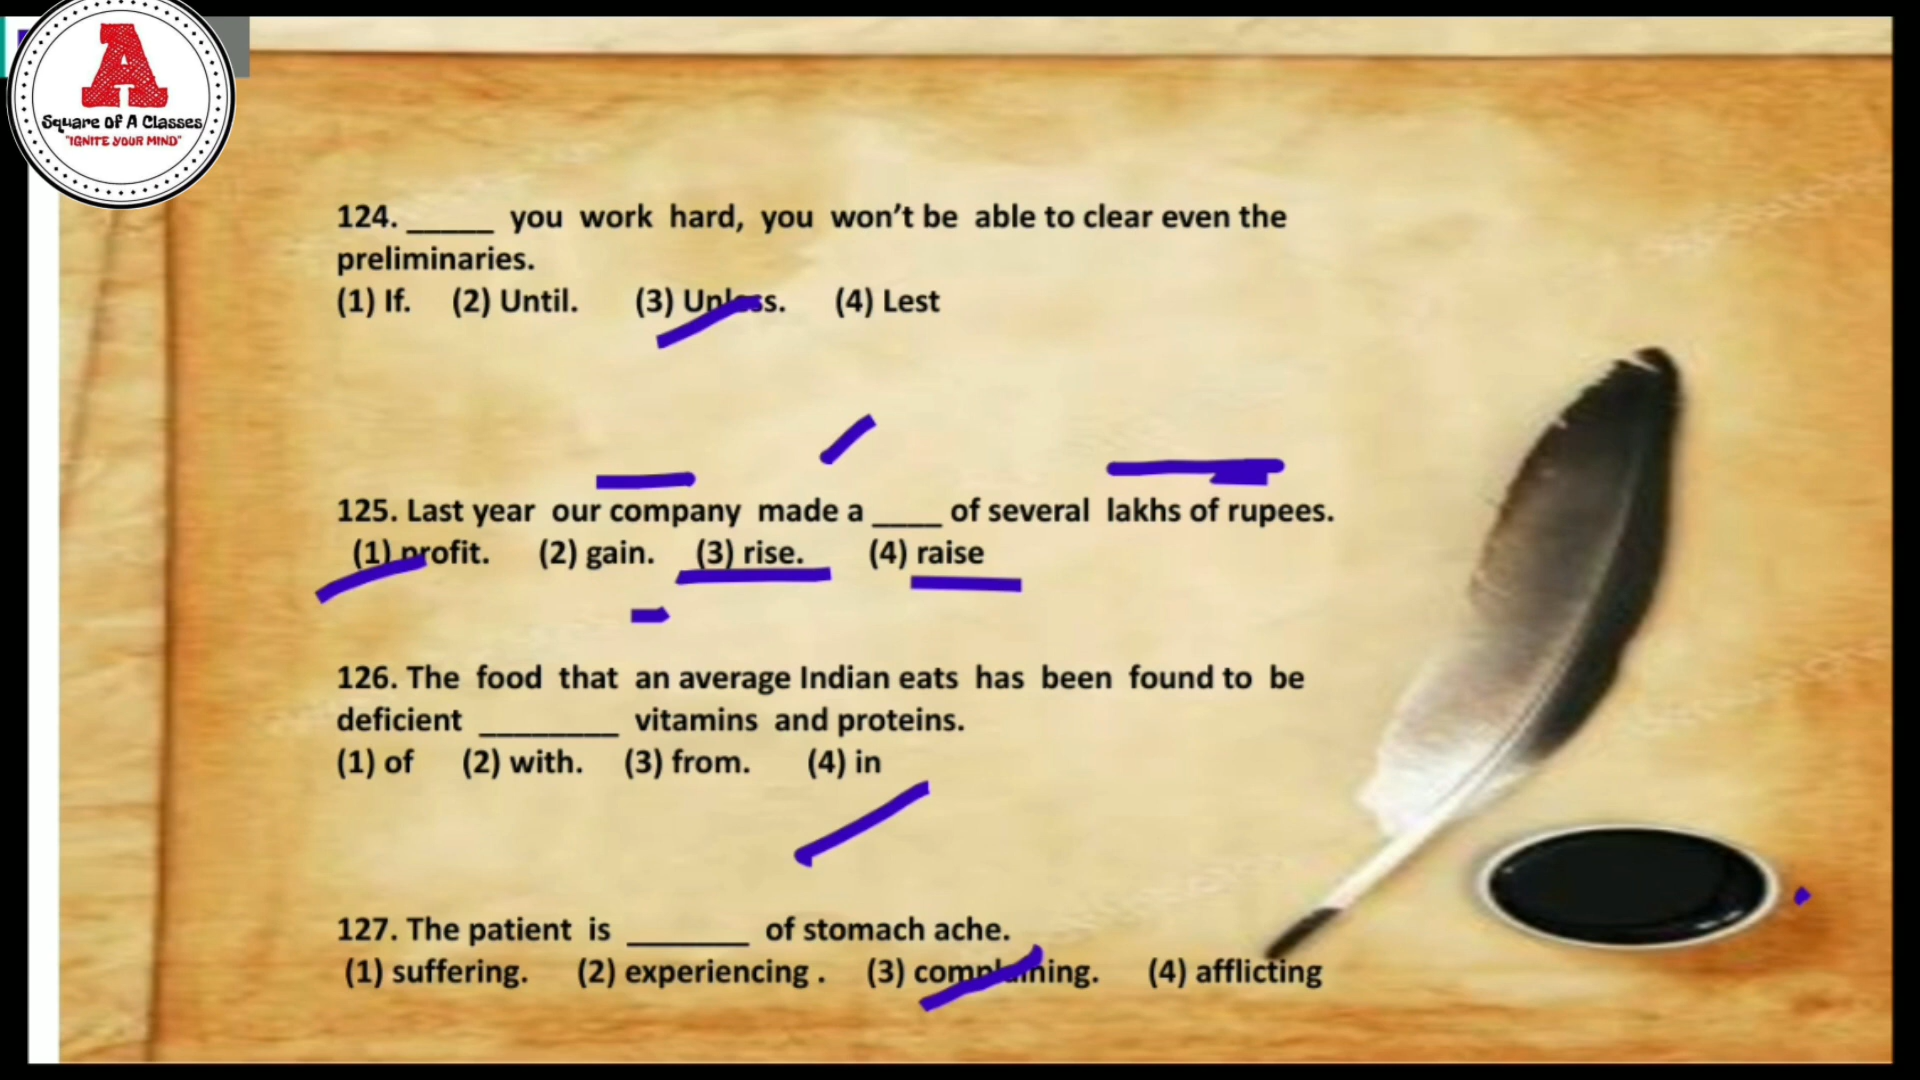 A
Square Of A Classes
"IGNITE YOUR MIND"
124. _____ you work hard, you won't be able to clear even the
preliminaries.
(1) If. (2) Until. (3) Unless. (4) Lest
125. Last year our company made a ____ of several lakhs of rupees.
(1) profit. (2) gain. (3) rise. (4) raise
126. The food that an average Indian eats has been found to be
deficient ________ vitamins and proteins.
(1) of (2) with. (3) from. (4) in
127. The patient is _______ of stomach ache.
(1) suffering. (2) experiencing . (3) complaining. (4) afflicting